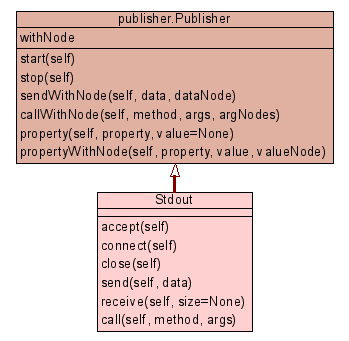 publisher.Publisher
withNode
start(self)
stop(self)
sendWithNode(self, data, dataNode)
callWithNode(self, method, args, argNodes)
property(self, property, value=None)
propertyWithNode(self, property, value, valueNode)
Stdout
accept(self)
connect(self)
close(self)
send(self, data)
receive(self, size=None)
call(self, method, args)